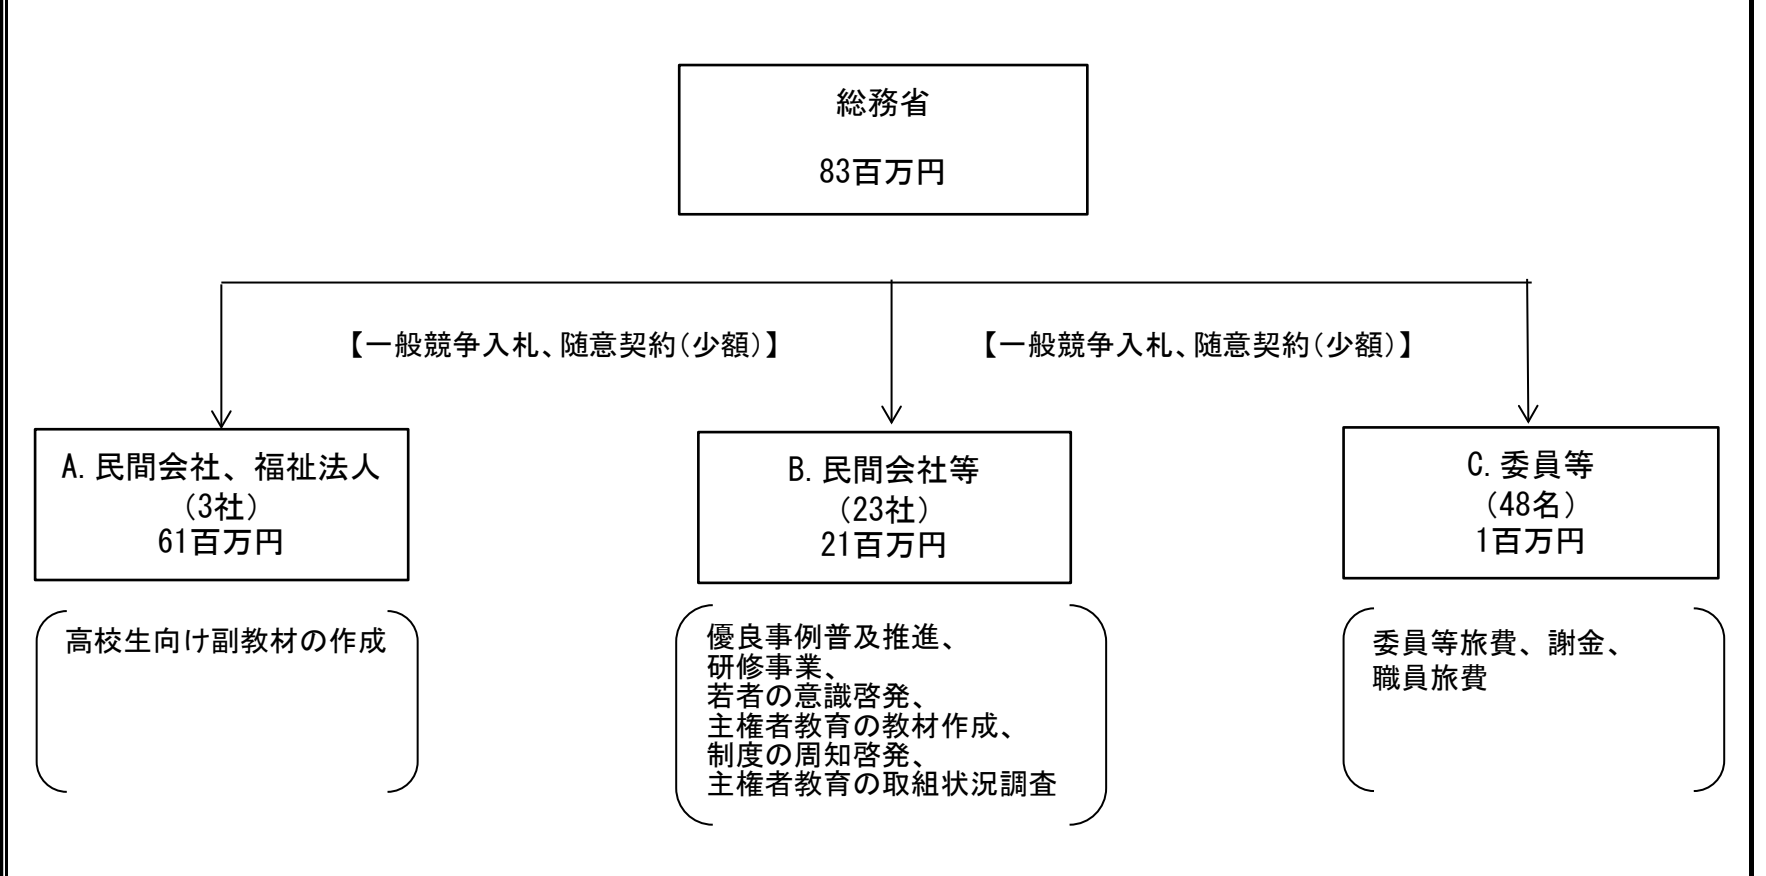 総務省
83百万円
【一般競争入札、随意契約(少額)】
【一般競争入札、随意契約(少額)】
A.民間会社、福祉法人
(3社)
61百万円
B.民間会社等
(23社)
21百万円
C.委員等
(48名)
1百万円
高校生向け副教材の作成
優良事例普及推進、
研修事業、
若者の意識啓発、
主権者教育の教材作成、
制度の周知啓発、
主権者教育の取組状況調査
委員等旅費、謝金、
職員旅費